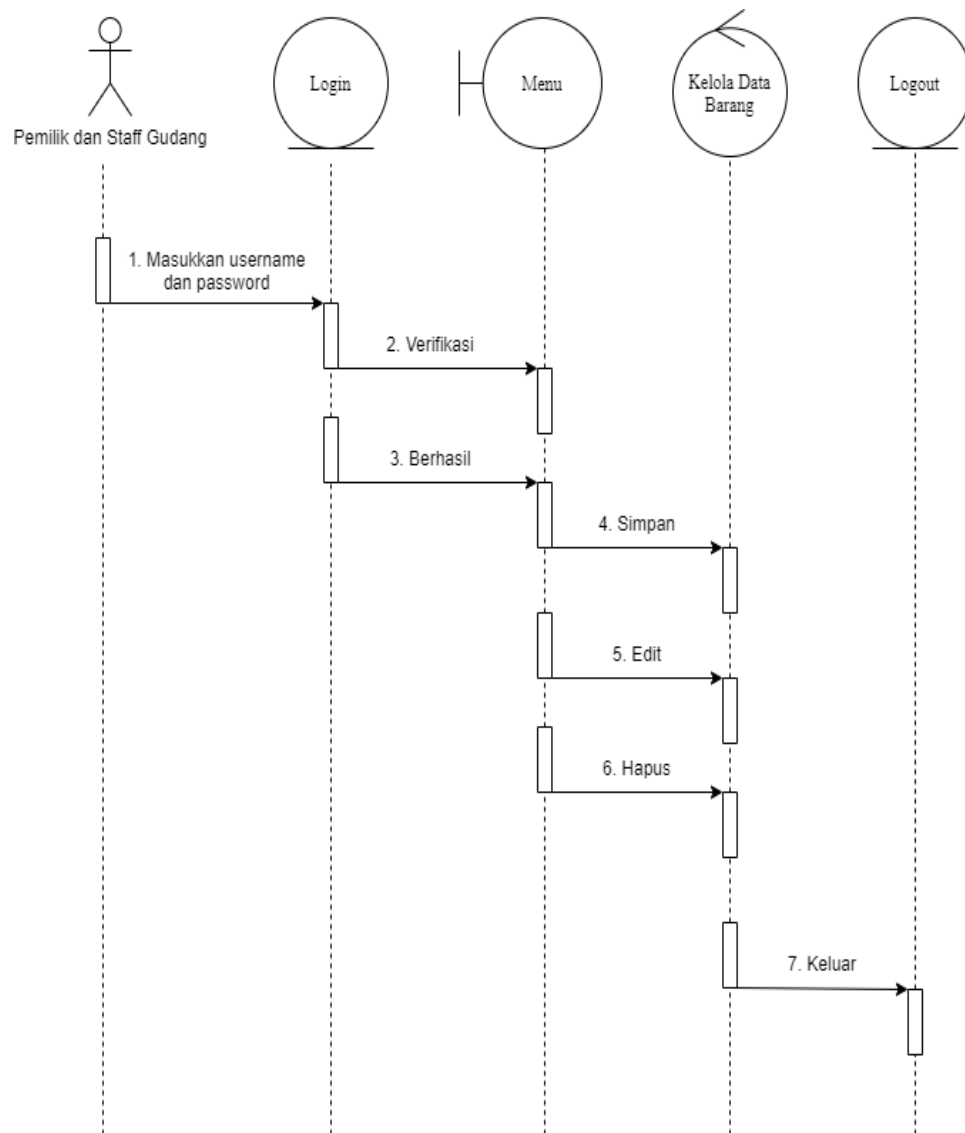 Pemilik dan Staff Gudang
Login
Menu
Kelola Data
Barang
Logout
1. Masukkan username
dan password
2. Verifikasi
3. Berhasil
4. Simpan
5. Edit
6. Hapus
7. Keluar